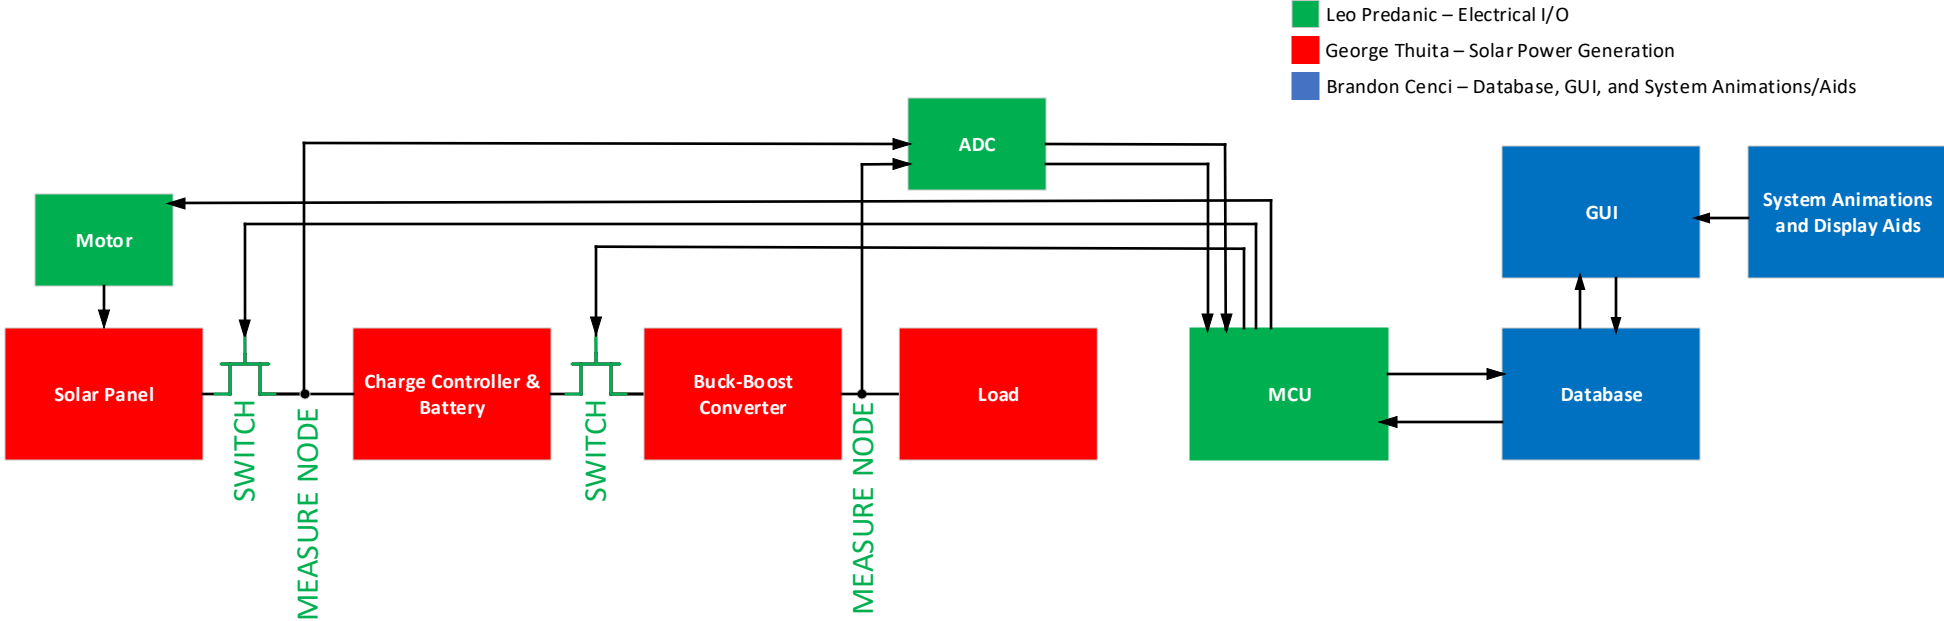 Leo Predanic – Electrical I/O
George Thuita – Solar Power Generation
Brandon Cenci – Database, GUI, and System Animations/Aids
ADC
Motor
GUI
System Animations
and Display Aids
Solar Panel
SWITCH
MEASURE NODE
Charge Controller &
Battery
SWITCH
Buck-Boost
Converter
MEASURE NODE
Load
MCU
Database